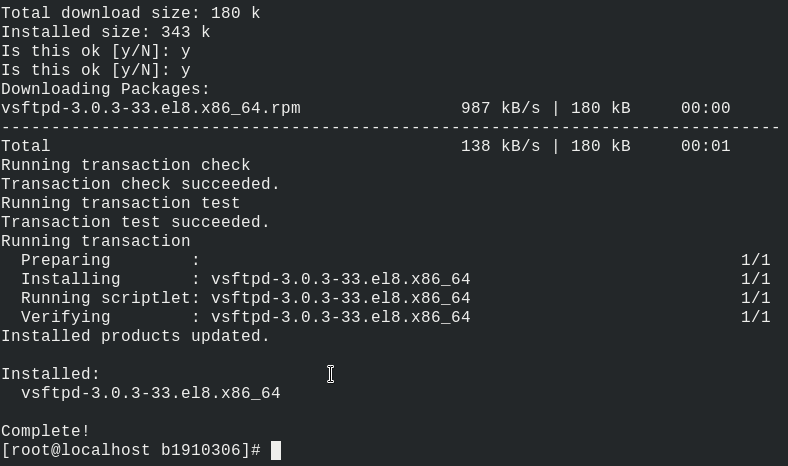 Total download size: 180 k
Installed size: 343 k
Is this ok [y/N]: y
Is this ok [y/N]: y
Downloading Packages:
vsftpd-3.0.3-33.el8.x86_64.rpm                987 kB/s | 180 kB     00:00
------------------------------------------------------------------------------
Total                                         138 kB/s | 180 kB     00:01
Running transaction check
Transaction check succeeded.
Running transaction test
Transaction test succeeded.
Running transaction
  Preparing        :                                                      1/1
  Installing       : vsftpd-3.0.3-33.el8.x86_64                           1/1
  Running scriptlet: vsftpd-3.0.3-33.el8.x86_64                           1/1
  Verifying        : vsftpd-3.0.3-33.el8.x86_64                           1/1
Installed products updated.

Installed:
  vsftpd-3.0.3-33.el8.x86_64

Complete!
[root@localhost b1910306]#